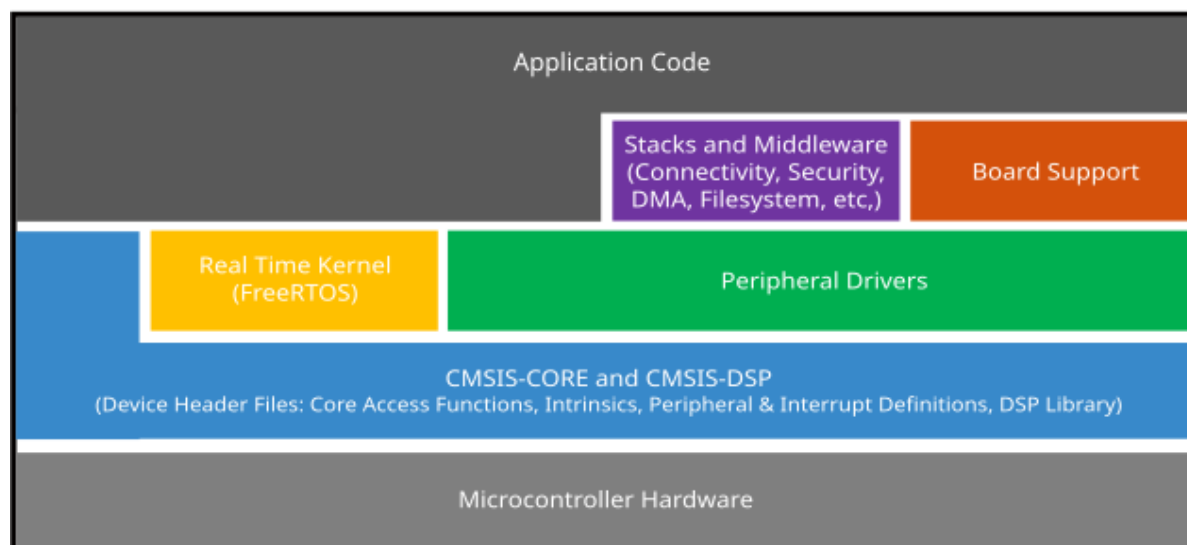 Application Code
Stacks and Middleware
(Connectivity, Security,
DMA, Filesystem, etc,)
Board Support
Real Time Kernel
(FreeRTOS)
Peripheral Drivers
CMSIS-CORE and CMSIS-DSP
(Device Header Files: Core Access Functions, Intrinsics, Peripheral & Interrupt Definitions, DSP Library)
Microcontroller Hardware